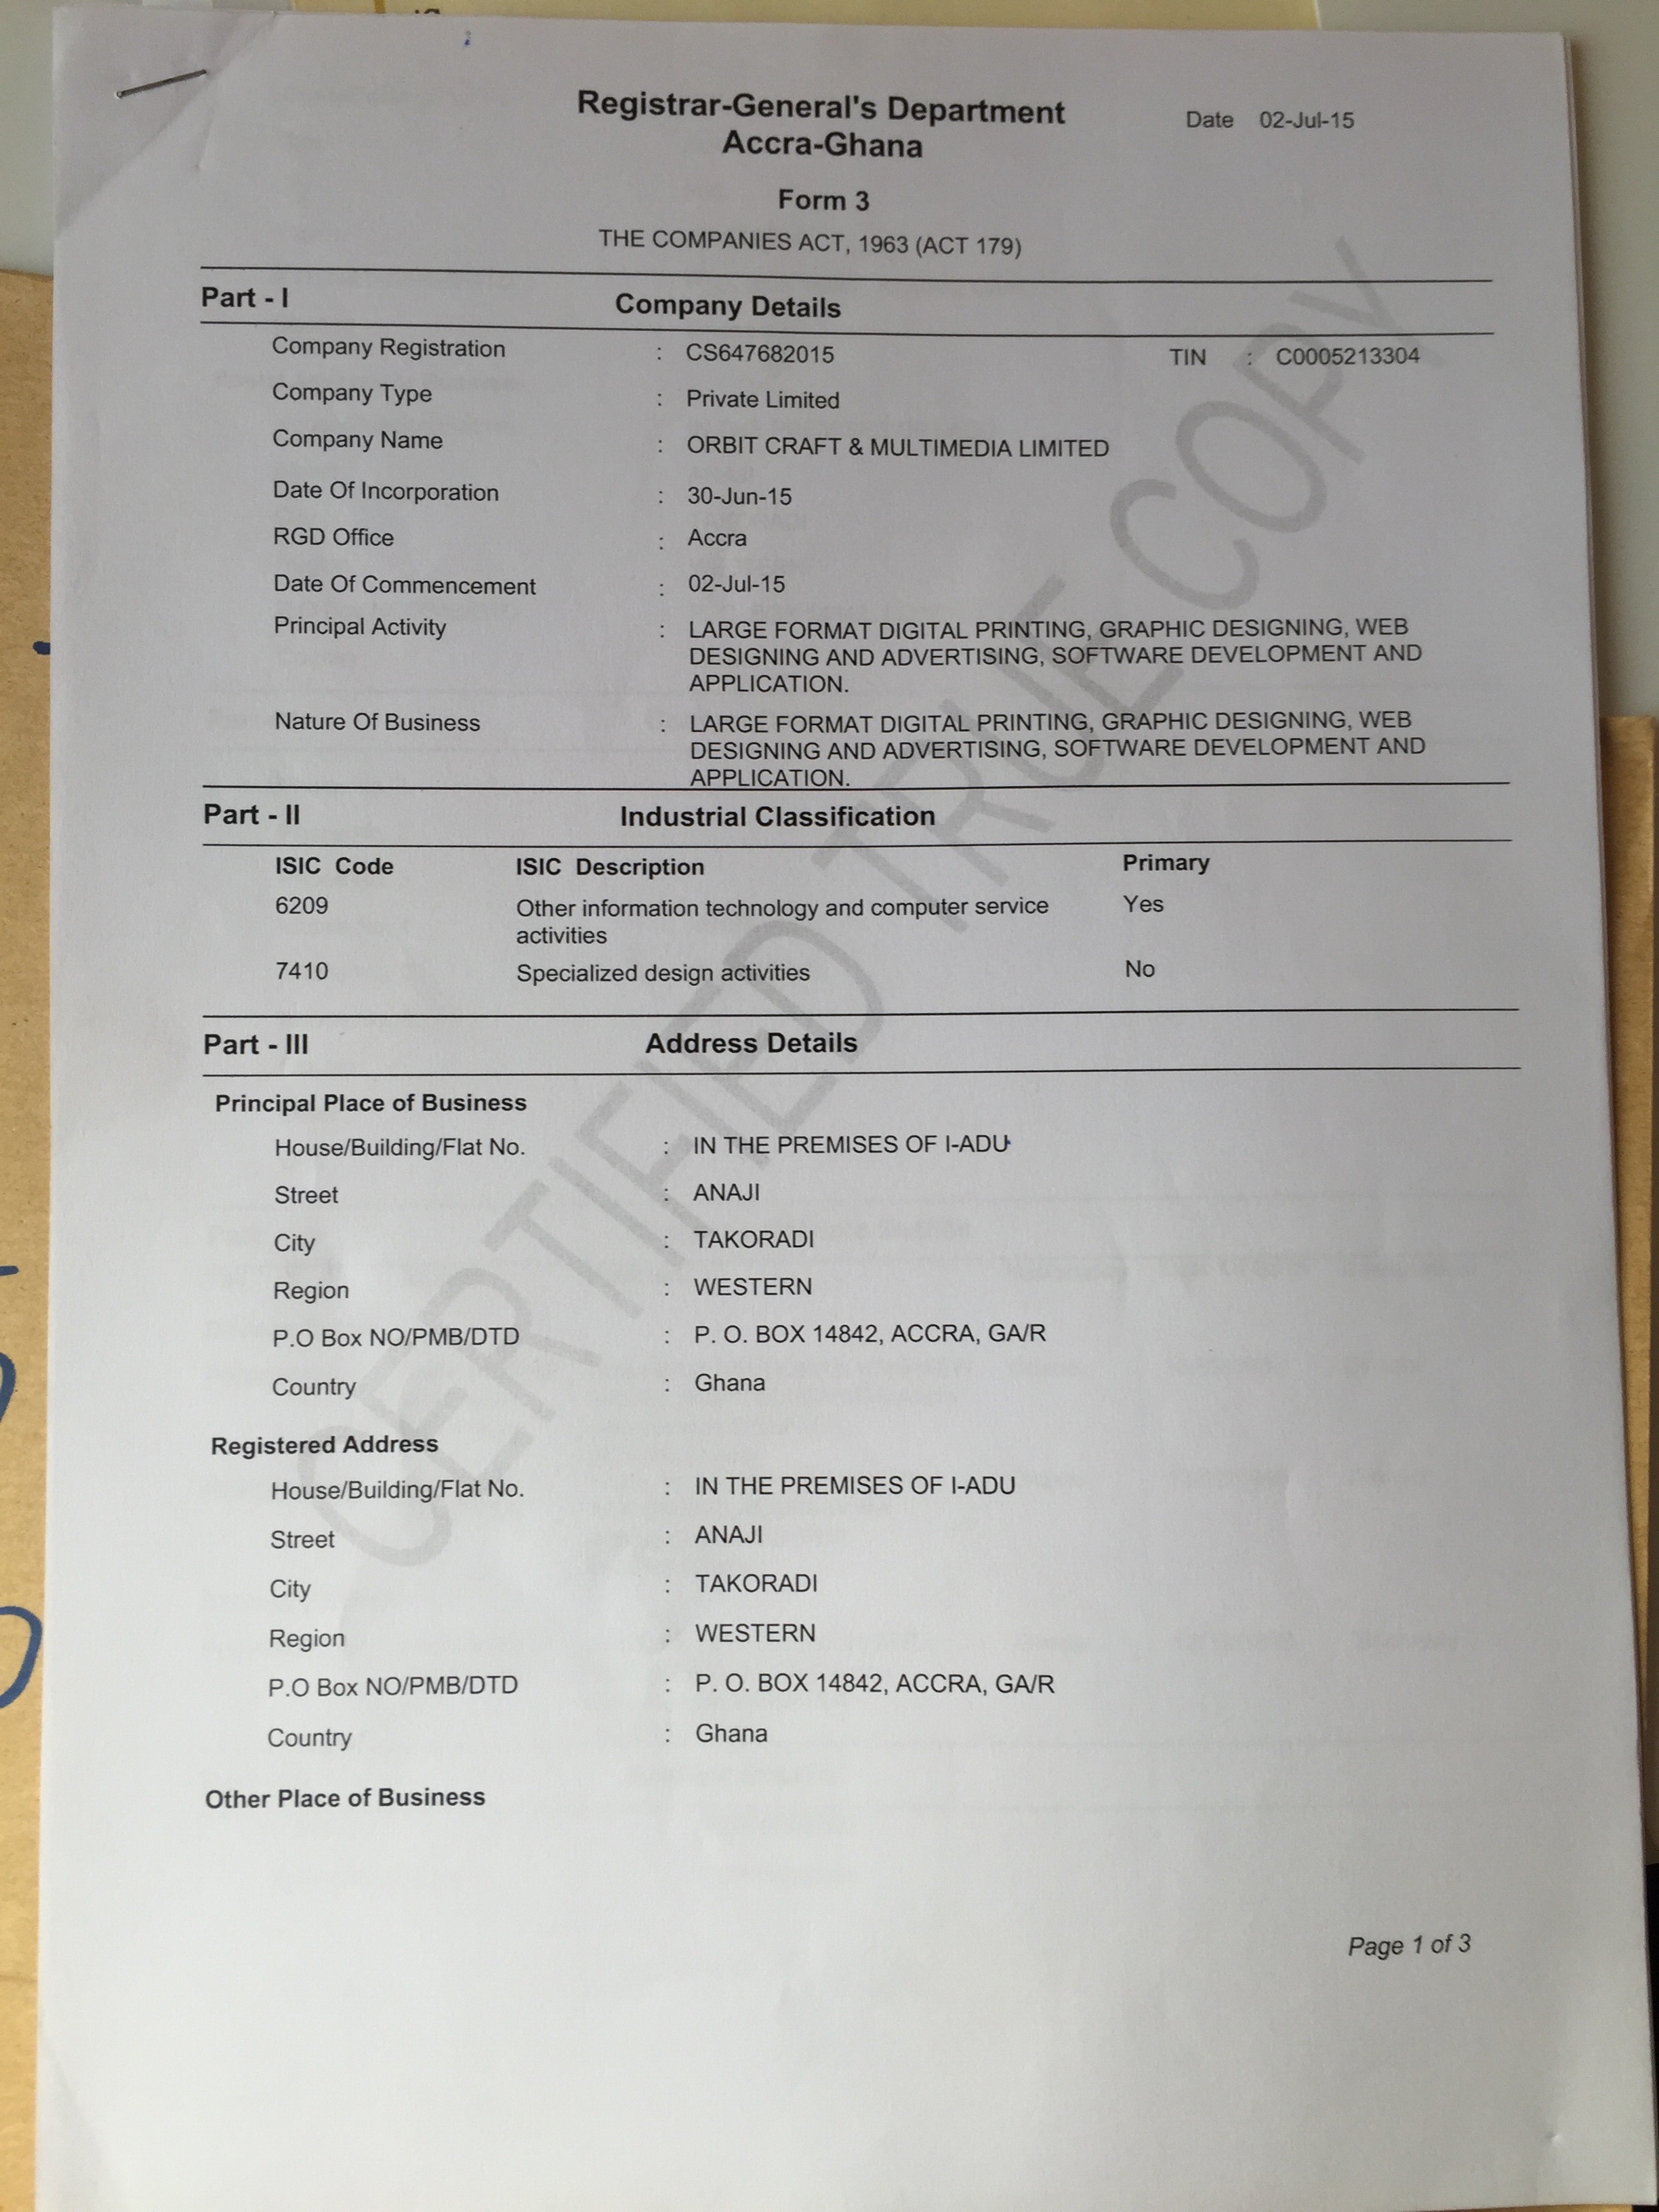 Registrar-General's Department
Accra-Ghana
Date 02-Jul-15
Form 3
THE COMPANIES ACT, 1963 (ACT 179)
Part - I Company Details
Company Registration : CS647682015 TIN : C0005213304
Company Type : Private Limited
Company Name : ORBIT CRAFT & MULTIMEDIA LIMITED
Date Of Incorporation : 30-Jun-15
RGD Office : Accra
Date Of Commencement : 02-Jul-15
Principal Activity : LARGE FORMAT DIGITAL PRINTING, GRAPHIC DESIGNING, WEB
DESIGNING AND ADVERTISING, SOFTWARE DEVELOPMENT AND
APPLICATION.
Nature Of Business : LARGE FORMAT DIGITAL PRINTING, GRAPHIC DESIGNING, WEB
DESIGNING AND ADVERTISING, SOFTWARE DEVELOPMENT AND
APPLICATION.
Part - II Industrial Classification
ISIC Code ISIC Description Primary
6209 Other information technology and computer service Yes
activities
7410 Specialized design activities No
Part - III Address Details
Principal Place of Business
House/Building/Flat No. : IN THE PREMISES OF I-ADU
Street : ANAJI
City : TAKORADI
Region : WESTERN
P.O Box NO/PMB/DTD : P. O. BOX 14842, ACCRA, GA/R
Country : Ghana
Registered Address
House/Building/Flat No. : IN THE PREMISES OF I-ADU
Street : ANAJI
City : TAKORADI
Region : WESTERN
P.O Box NO/PMB/DTD : P. O. BOX 14842, ACCRA, GA/R
Country : Ghana
Other Place of Business
Page 1 of 3
CERTIFIED TRUE COPY